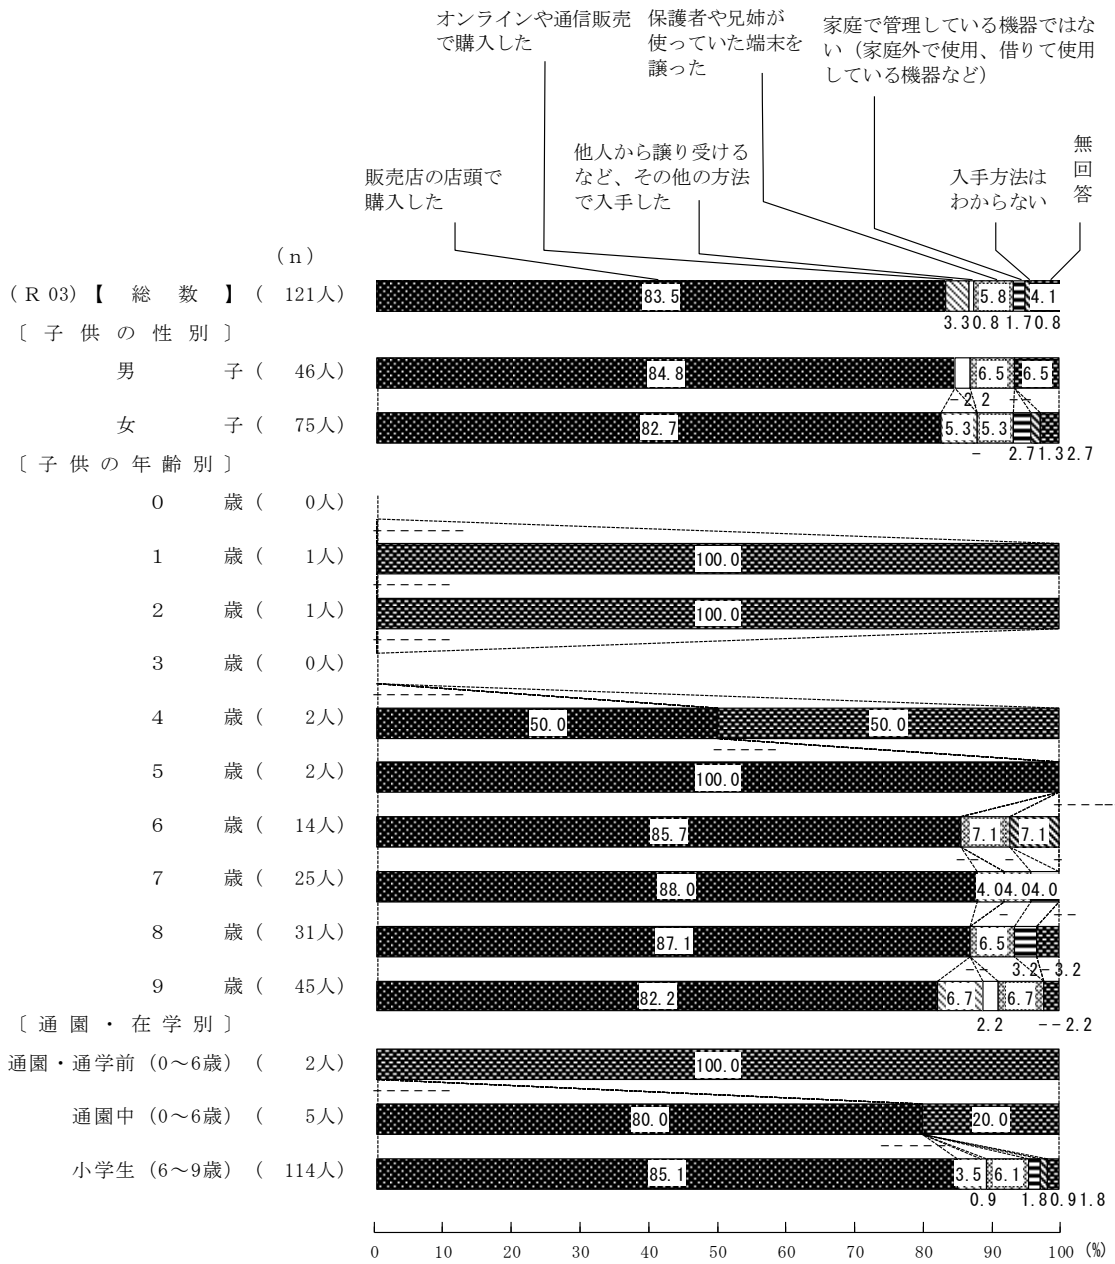 オンラインや通信販売
で購入した
保護者や兄姉が
使っていた端末を
譲った
家庭で管理している機器ではな
い（家庭外で使用、借りて使用
している機器など）
販売店の店頭で
購入した
他人から譲り受ける
など、その他の方法
で入手した
入手方法は
わからない
無
回
答
(ｎ)
(Ｒ03)【 総 数 】( 121人) 83.5 5.8 4.1
3.3 0.8 1.7 0.8
〔子供の性別〕
男 子( 46人) 84.8 6.5 6.5
- 2.2 --
女 子( 75人) 82.7 5.3 5.3
- 2.7 1.3 2.7
〔子供の年齢別〕
０ 歳( 0人)
-------
１ 歳( 1人) 100.0
------
２ 歳( 1人) 100.0
------
３ 歳( 0人)
-------
４ 歳( 2人) 50.0 50.0
-----
５ 歳( 2人) 100.0
------
６ 歳( 14人) 85.7 7.1 7.1
-- - -
７ 歳( 25人) 88.0 4.0 4.0 4.0
- --
８ 歳( 31人) 87.1 6.5
-- 3.2 - 3.2
９ 歳( 45人) 82.2 6.7 6.7
2.2 -- 2.2
〔通園・在学別〕
通園・通学前（0～6歳）( 2人) 100.0
------
通園中（0～6歳）( 5人) 80.0 20.0
-----
小学生（6～9歳）( 114人) 85.1 3.5 6.1
0.9 1.8 0.9 1.8
0 10 20 30 40 50 60 70 80 90 100 (%)